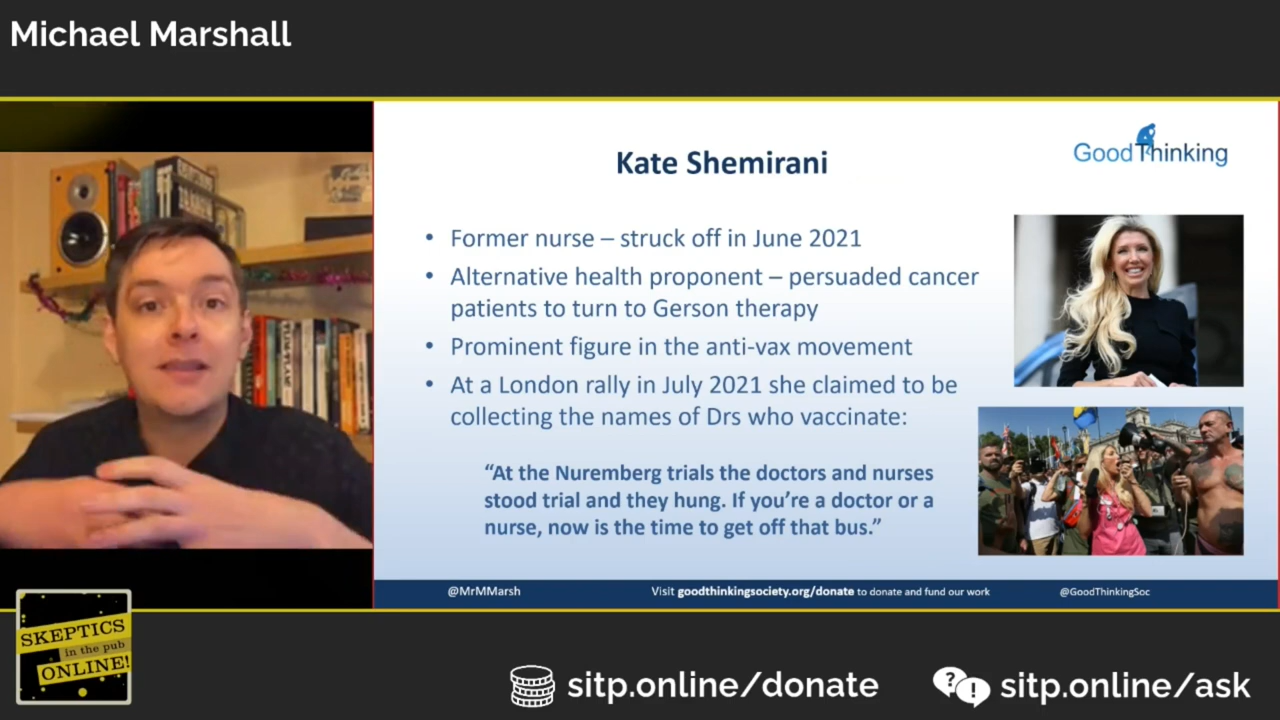 Michael Marshall
Kate Shemirani
GoodThinking
• Former nurse – struck off in June 2021
• Alternative health proponent – persuaded cancer
patients to turn to Gerson therapy
• Prominent figure in the anti-vax movement
• At a London rally in July 2021 she claimed to be
collecting the names of Drs who vaccinate:
“At the Nuremberg trials the doctors and nurses
stood trial and they hung. If you’re a doctor or a
nurse, now is the time to get off that bus.”
@MrMMarsh
Visit goodthinkingsociety.org/donate to donate and fund our work
@GoodThinkingSoc
SKEPTICS
in the pub
ONLINE!
sitp.online/donate
sitp.online/ask